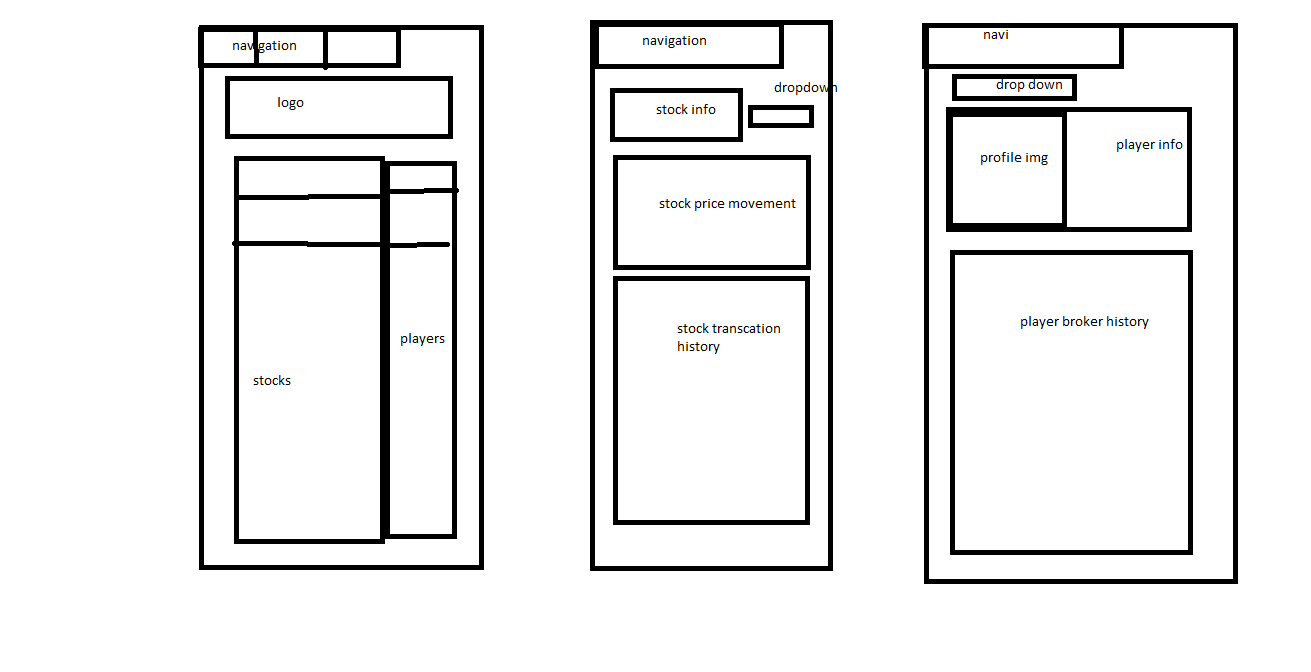 navigation
logo
stocks
players
navigation
dropdown
stock info
stock price movement
stock transcation
history
navi
drop down
profile img
player info
player broker history